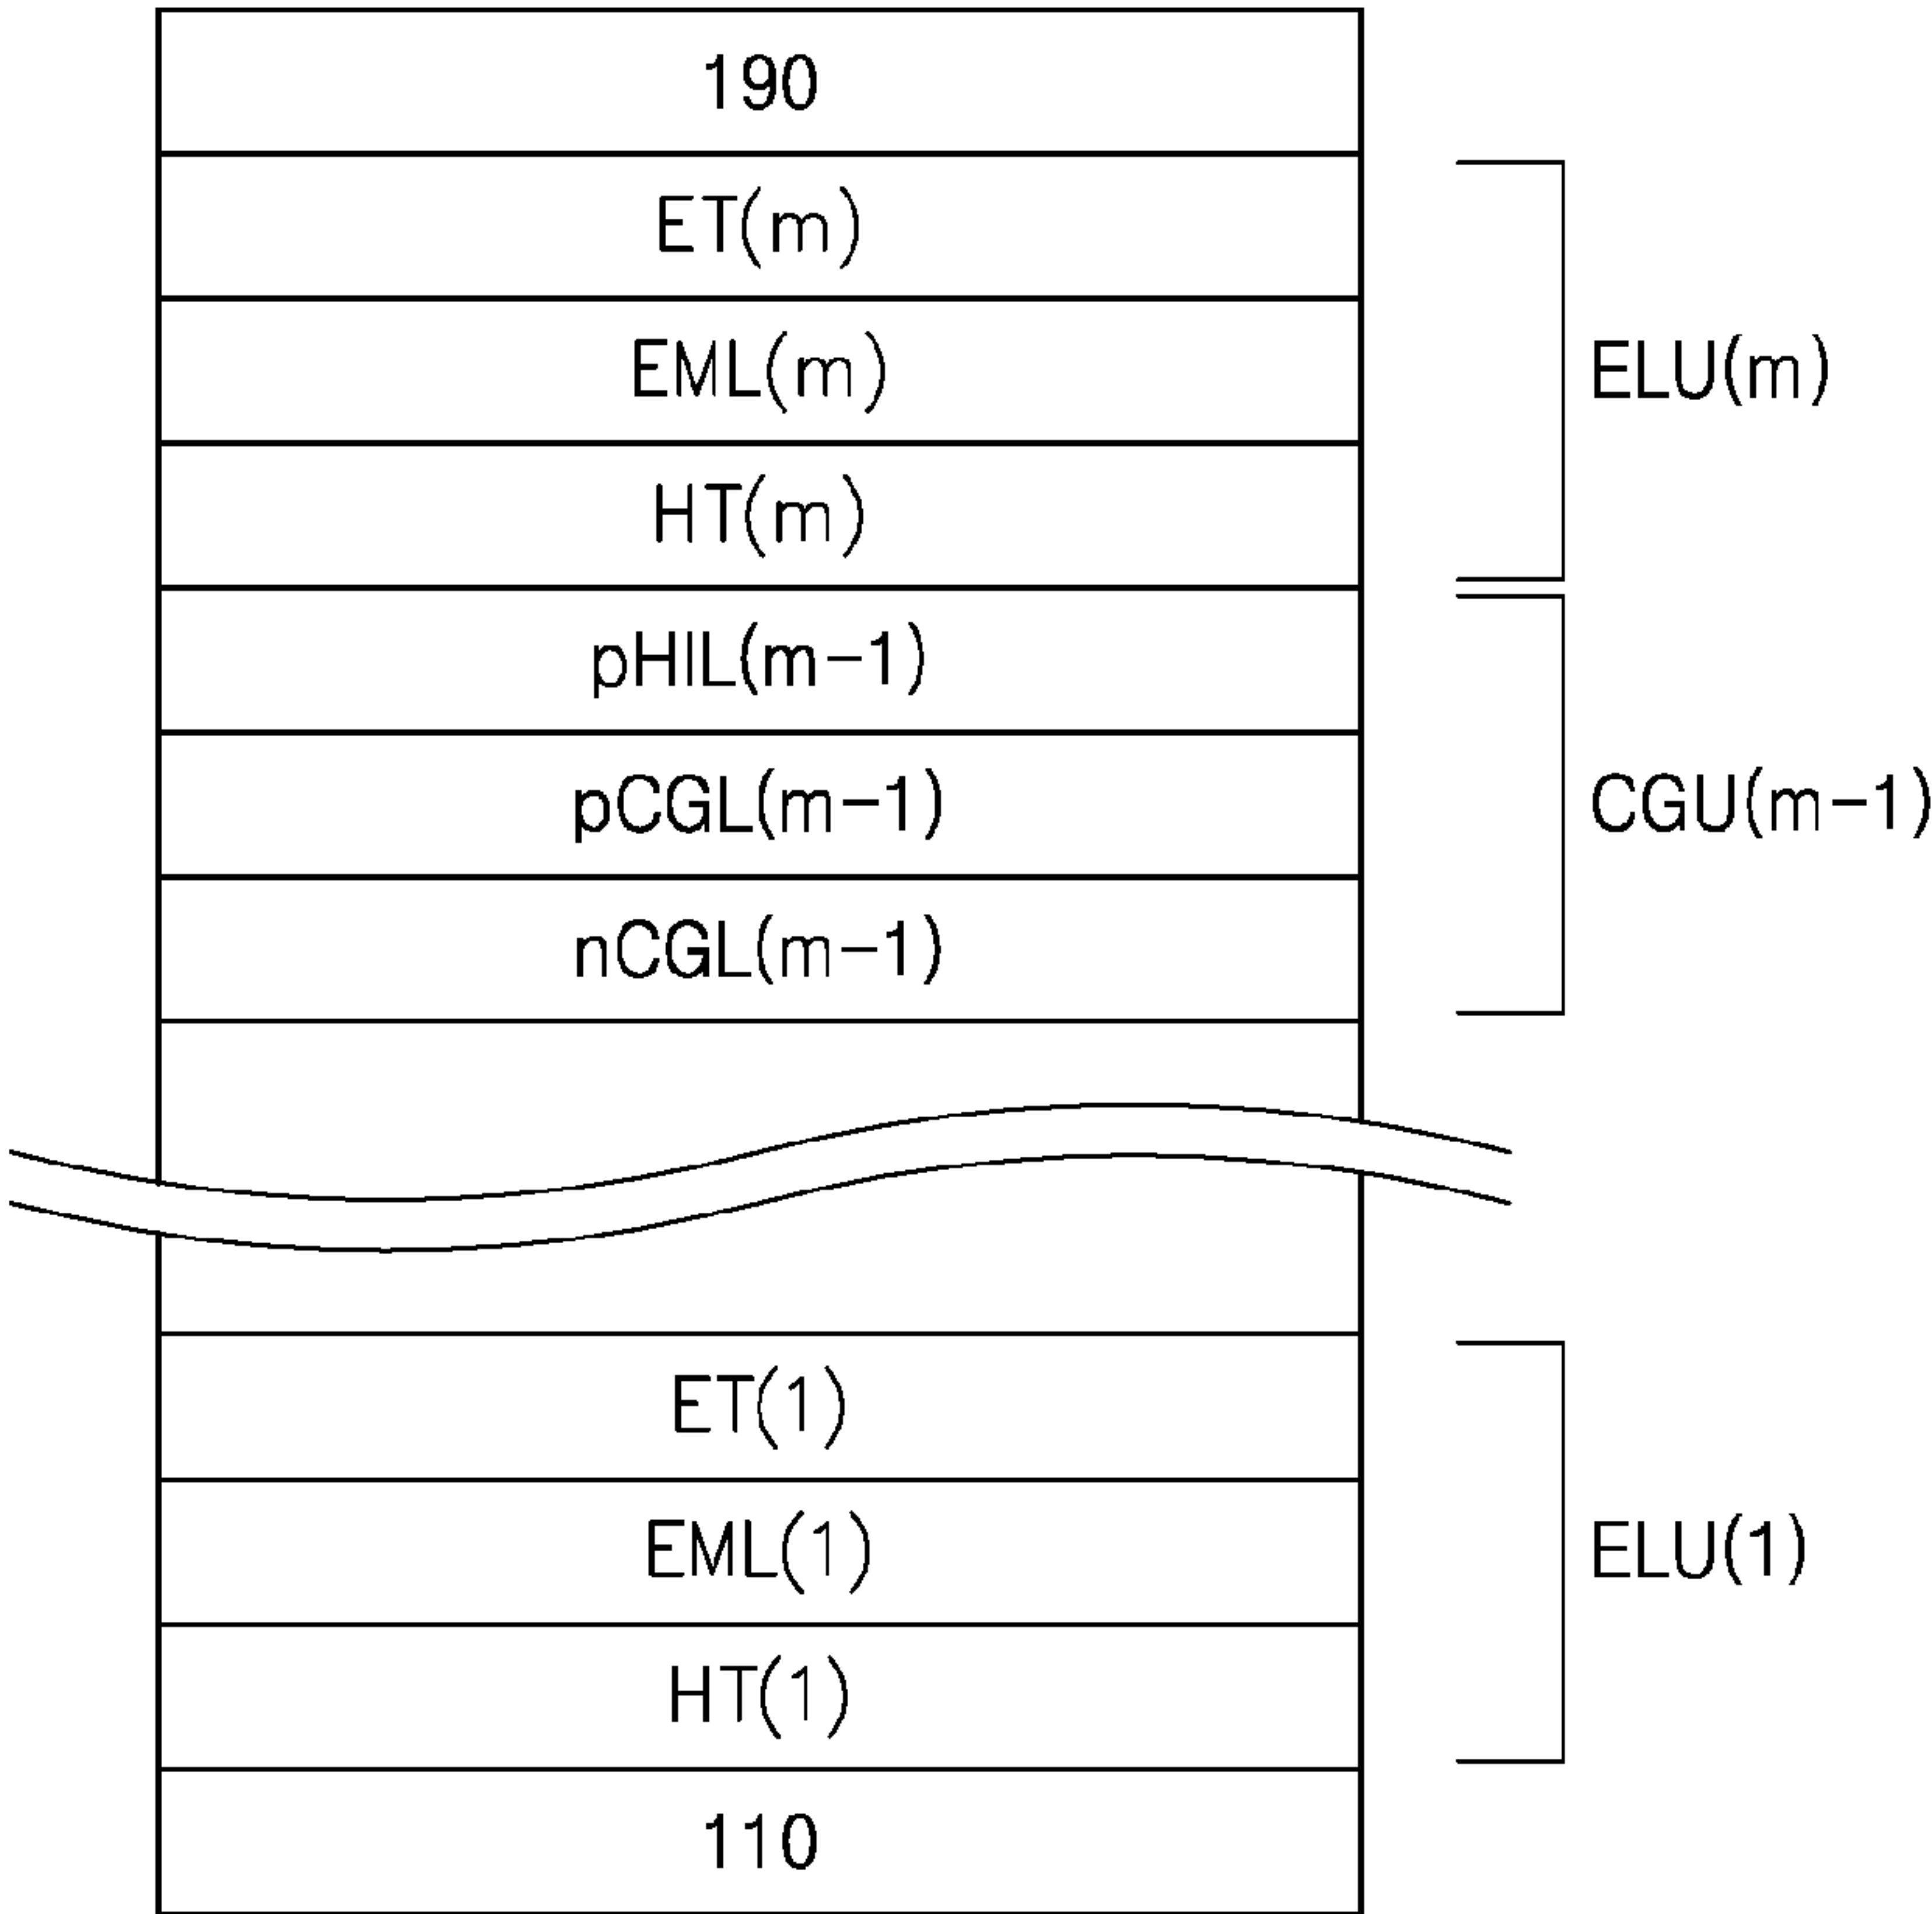 190
ET(m)
EML(m)
ELU(m)
HT(m)
pHIL(m-1)
pCGL(m-1)
CGU(m-1)
nCGL(m-1)
ET(1)
EML(1)
ELU(1)
HT(1)
110